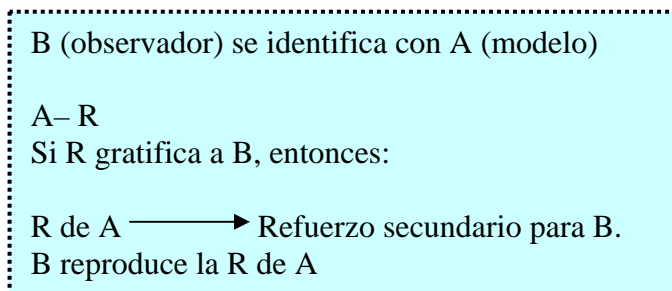 B (observador) se identifica con A (modelo)
A– R
Si R gratifica a B, entonces:
R de A → Refuerzo secundario para B.
B reproduce la R de A